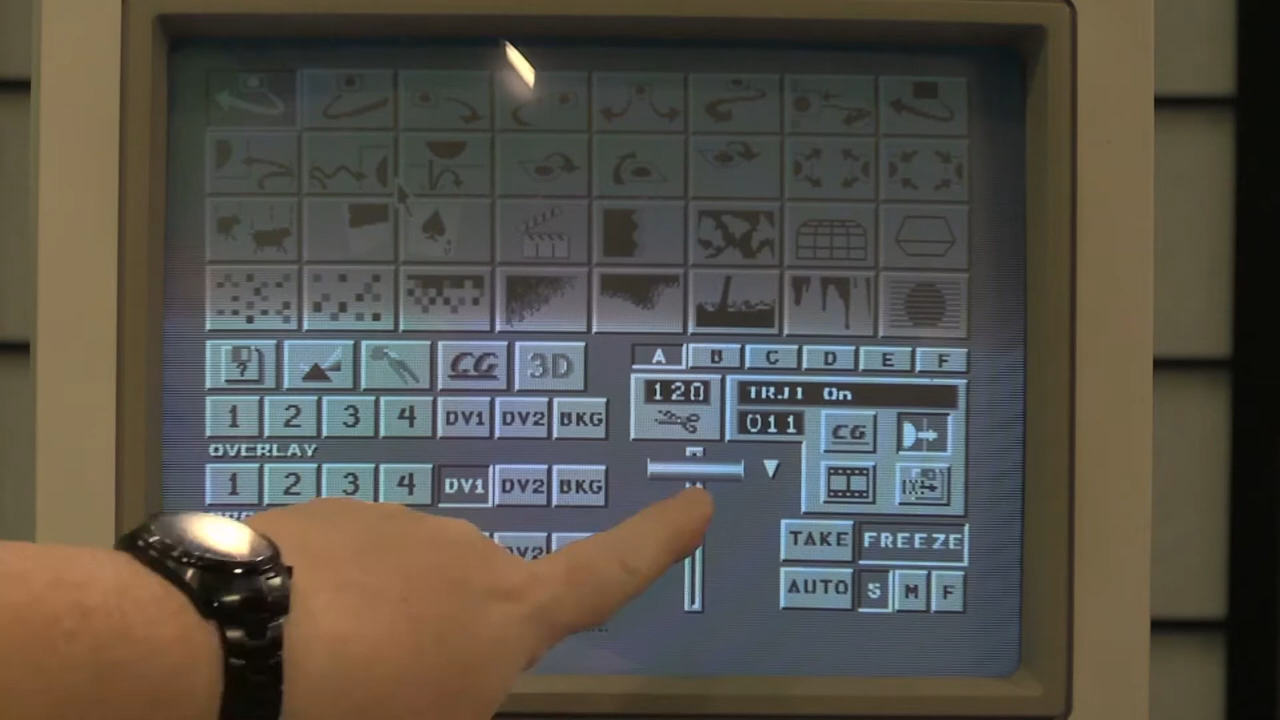 CG 3D
A B C D E F
120
TRJ1 On
011
CG
1 2 3 4 DV1 DV2 BKG
OVERLAY
1 2 3 4 DV1 DV2 BKG
DV2
TAKE FREEZE
AUTO S M F